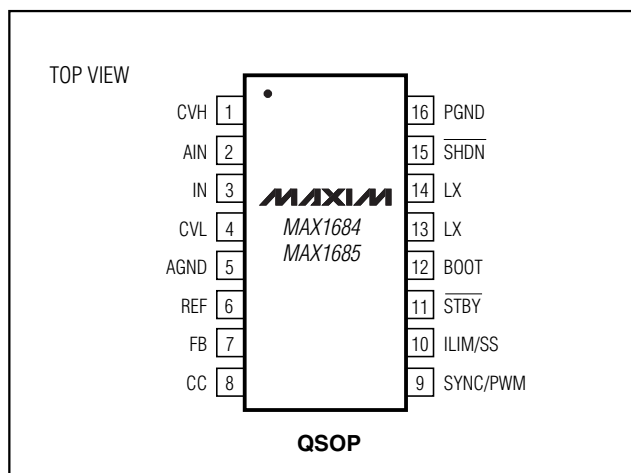 TOP VIEW
CVH 1
AIN 2
IN 3
CVL 4
AGND 5
REF 6
FB 7
CC 8
MAXIM
MAX1684
MAX1685
16 PGND
15 SHDN
14 LX
13 LX
12 BOOT
11 STBY
10 ILIM/SS
9 SYNC/PWM
QSOP